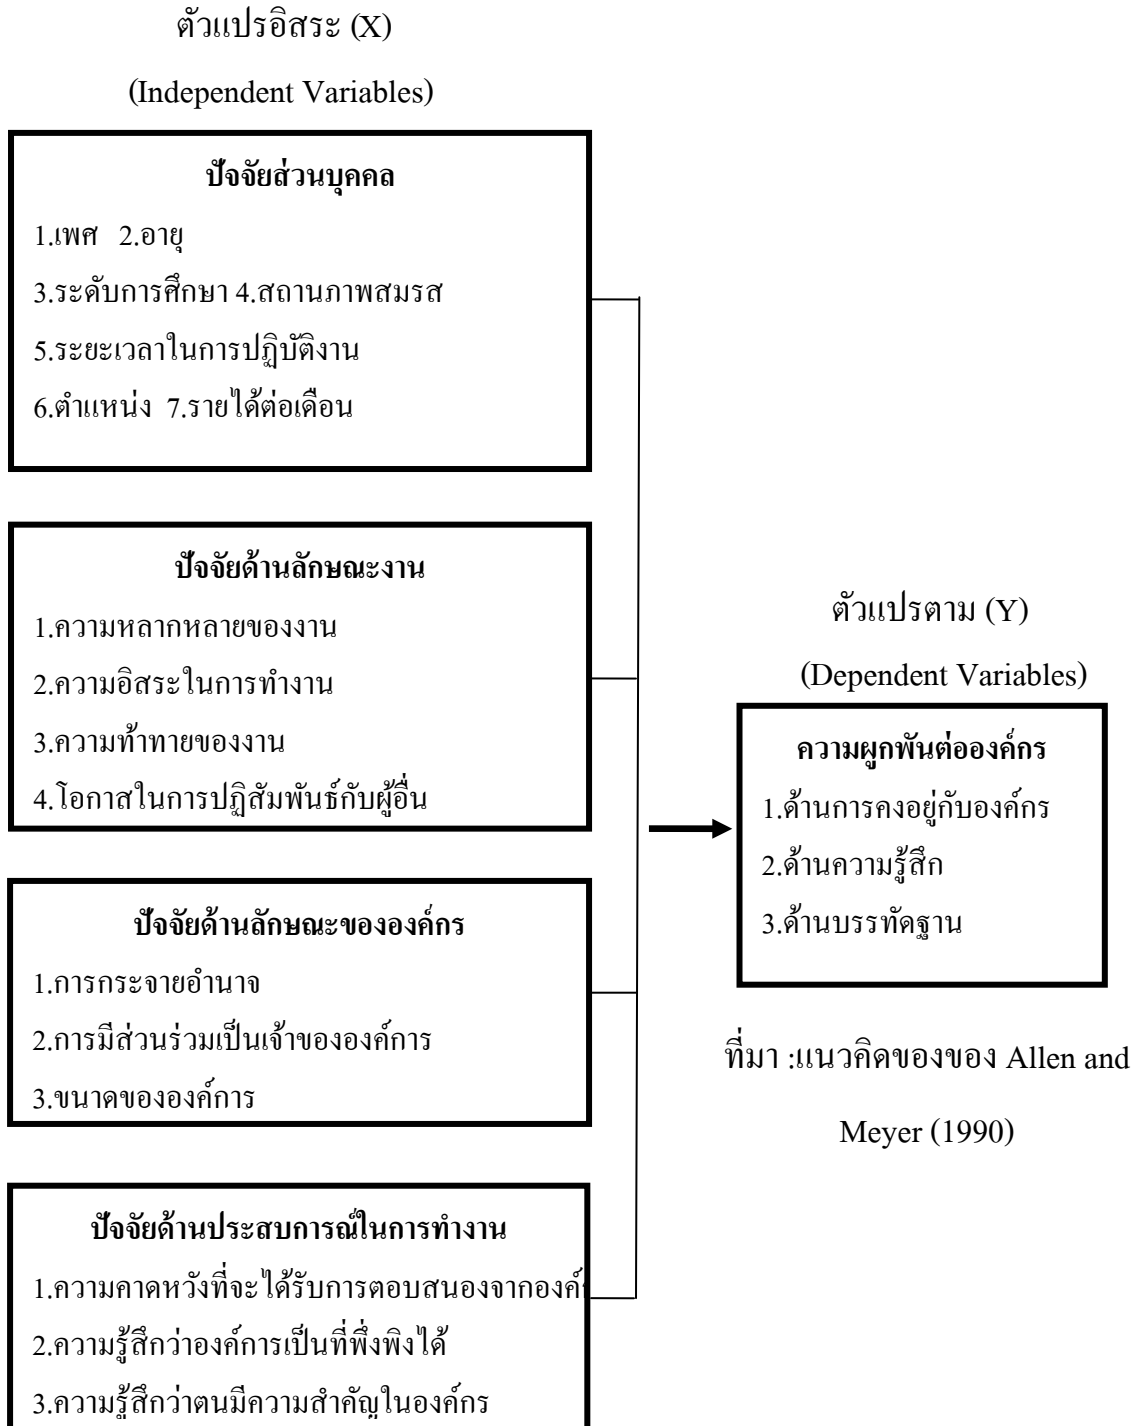 ตัวแปรอิสระ (X)
(Independent Variables)
ปัจจัยส่วนบุคคล
1.เพศ 2.อายุ
3.ระดับการศึกษา 4.สถานภาพสมรส
5.ระยะเวลาในการปฏิบัติงาน
6.ตำแหน่ง 7.รายได้ต่อเดือน
ปัจจัยด้านลักษณะงาน
1.ความหลากหลายของงาน
2.ความอิสระในการทำงาน
3.ความท้าทายของงาน
4.โอกาสในการปฏิสัมพันธ์กับผู้อื่น
ปัจจัยด้านลักษณะขององค์กร
1.การกระจายอำนาจ
2.การมีส่วนร่วมเป็นเจ้าขององค์การ
3.ขนาดขององค์การ
ปัจจัยด้านประสบการณ์ในการทำงาน
1.ความคาดหวังที่จะได้รับการตอบสนองจากองค์
2.ความรู้สึกว่าองค์การเป็นที่พึ่งพิงได้
3.ความรู้สึกว่าตนมีความสำคัญในองค์กร
ตัวแปรตาม (Y)
(Dependent Variables)
ความผูกพันต่อองค์กร
1.ด้านการคงอยู่กับองค์กร
2.ด้านความรู้สึก
3.ด้านบรรทัดฐาน
ที่มา :แนวคิดของของ Allen and
Meyer (1990)